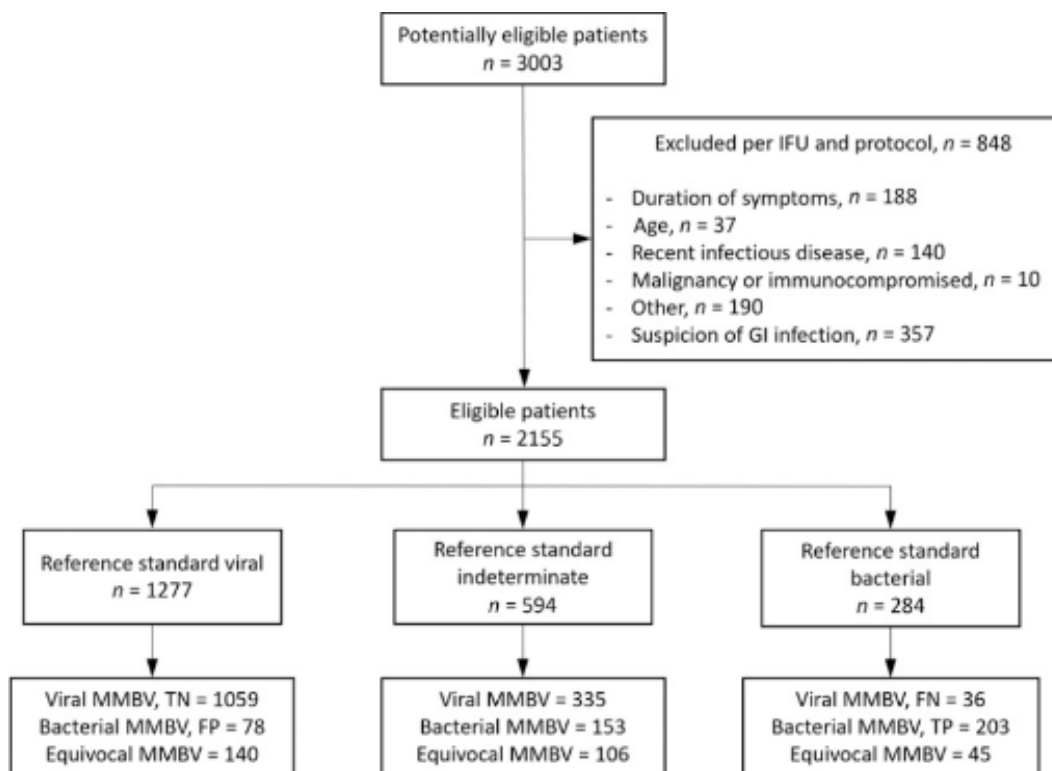 Potentially eligible patients
n = 3003
Excluded per IFU and protocol, n = 848
- Duration of symptoms, n = 188
- Age, n = 37
- Recent infectious disease, n = 140
- Malignancy or immunocompromised, n = 10
- Other, n = 190
- Suspicion of GI infection, n = 357
Eligible patients
n = 2155
Reference standard viral
n = 1277
Reference standard
indeterminate
n = 594
Reference standard
bacterial
n = 284
Viral MMBV, TN = 1059
Bacterial MMBV, FP = 78
Equivocal MMBV = 140
Viral MMBV = 335
Bacterial MMBV = 153
Equivocal MMBV = 106
Viral MMBV, FN = 36
Bacterial MMBV, TP = 203
Equivocal MMBV = 45